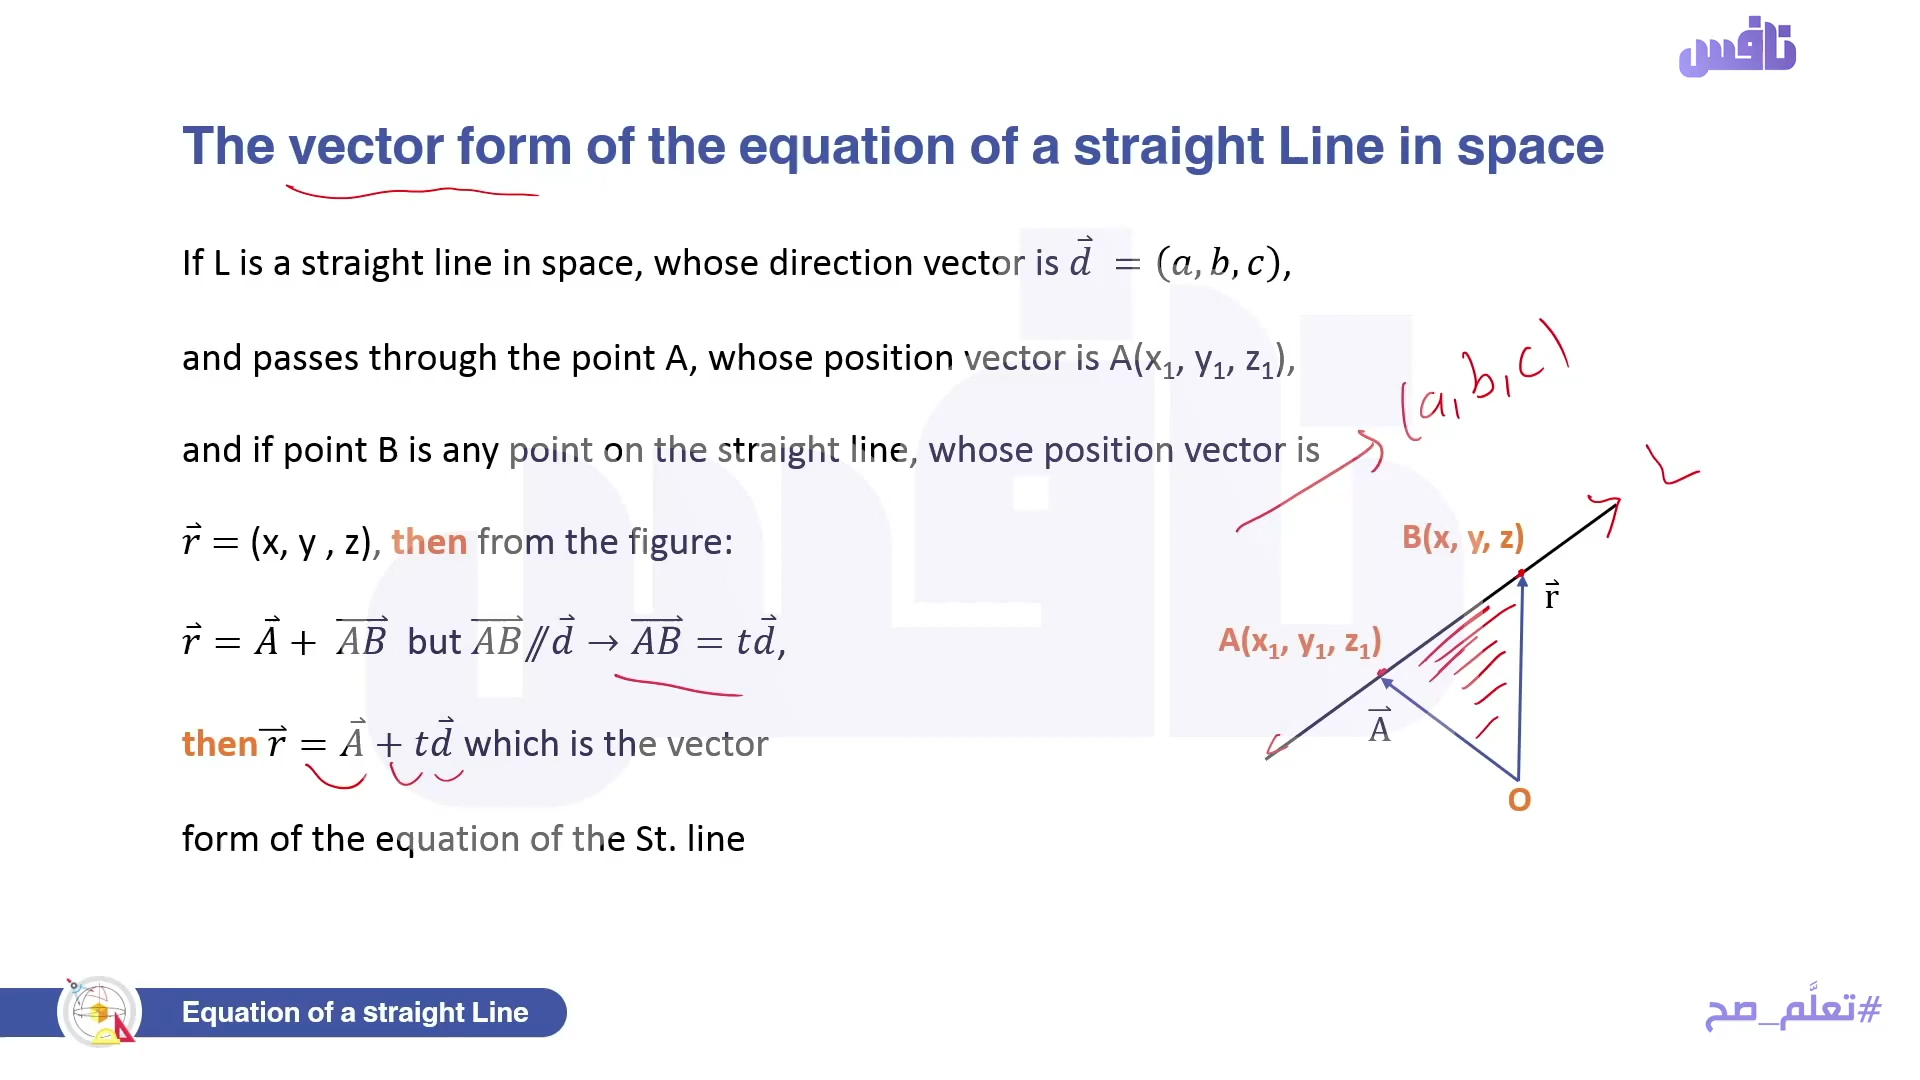 نافس
The vector form of the equation of a straight Line in space
If L is a straight line in space, whose direction vector is d⃗ = (a, b, c),
and passes through the point A, whose position vector is A(x₁, y₁, z₁),
(a, b, c)
and if point B is any point on the straight line, whose position vector is
L
r⃗ = (x, y , z), then from the figure:
B(x, y, z)
r⃗
r⃗ = A⃗ + A͞B⃗ but A͞B⃗ ∥ d⃗ → A͞B⃗ = td⃗,
A(x₁, y₁, z₁)
then r⃗ = A⃗ + td⃗ which is the vector
A⃗
O
form of the equation of the St. line
Equation of a straight Line
#تعلَّم_صح